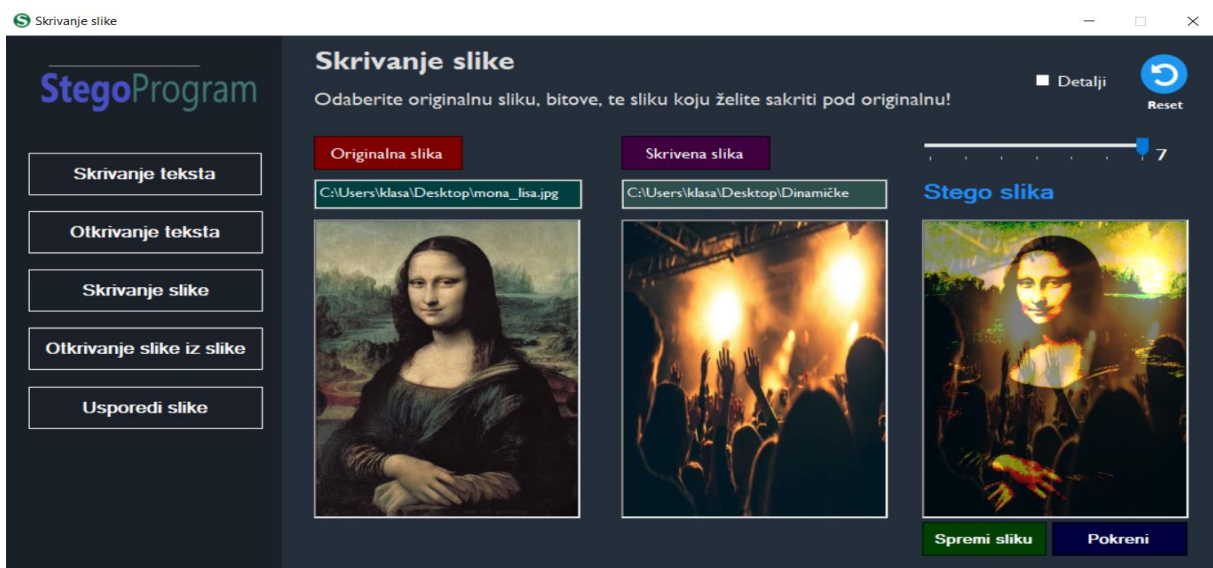 Skrivanje slike
StegoProgram
Skrivanje teksta
Otkrivanje teksta
Skrivanje slike
Otkrivanje slike iz slike
Usporedi slike
Skrivanje slike
Odaberite originalnu sliku, bitove, te sliku koju želite sakriti pod originalnu!
Detalji
Reset
Originalna slika
C:\Users\klasa\Desktop\mona_lisa.jpg
Skrivena slika
C:\Users\klasa\Desktop\Dinamičke
7
Stego slika
Spremi sliku
Pokreni